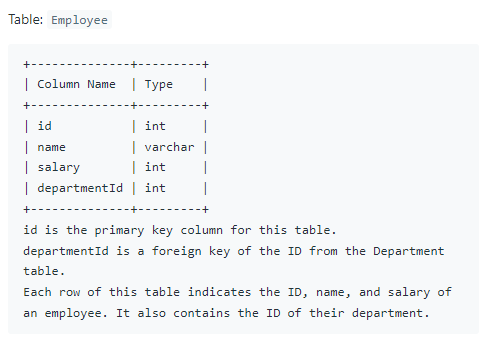 Table: Employee
+--------------+---------+
| Column Name  | Type    |
+--------------+---------+
| id           | int     |
| name         | varchar |
| salary       | int     |
| departmentId | int     |
+--------------+---------+
id is the primary key column for this table.
departmentId is a foreign key of the ID from the Department
table.
Each row of this table indicates the ID, name, and salary of
an employee. It also contains the ID of their department.